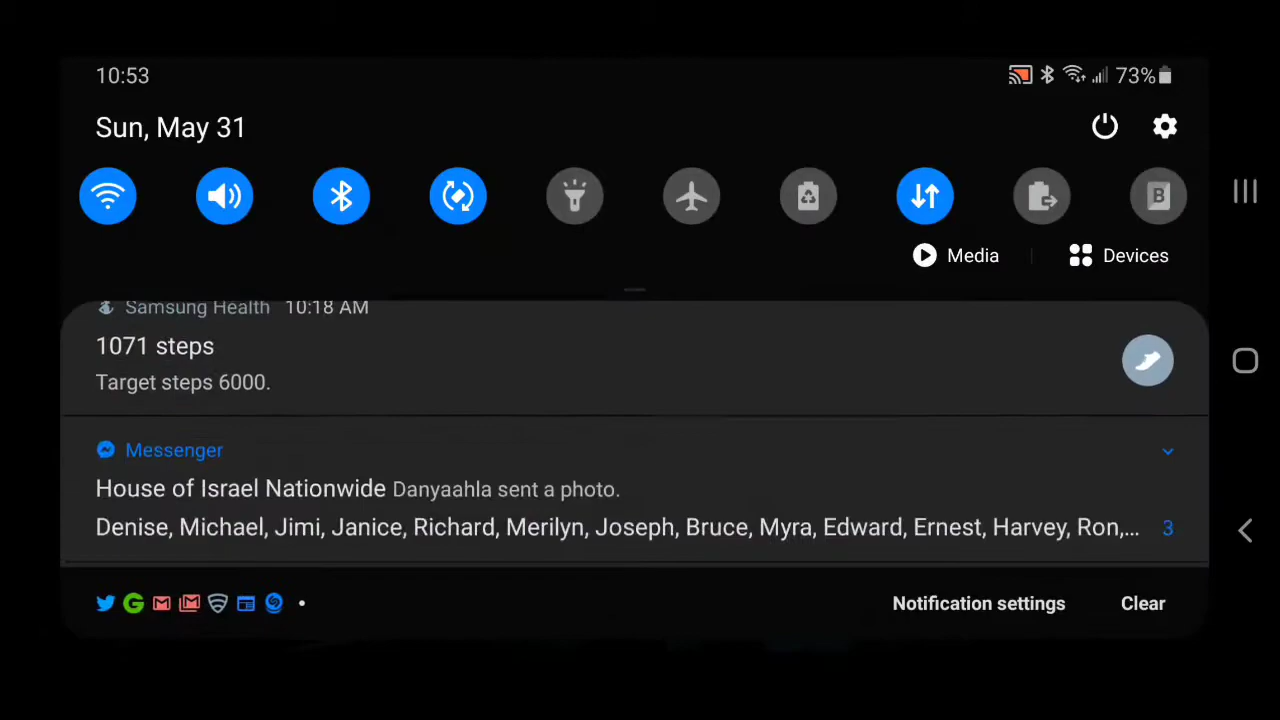 10:53
73%
Sun, May 31
B
Media
Devices
Samsung Health 10:18 AM
1071 steps
Target steps 6000.
Messenger
House of Israel Nationwide Danyaahla sent a photo.
Denise, Michael, Jimi, Janice, Richard, Merilyn, Joseph, Bruce, Myra, Edward, Ernest, Harvey, Ron,... 3
Notification settings
Clear